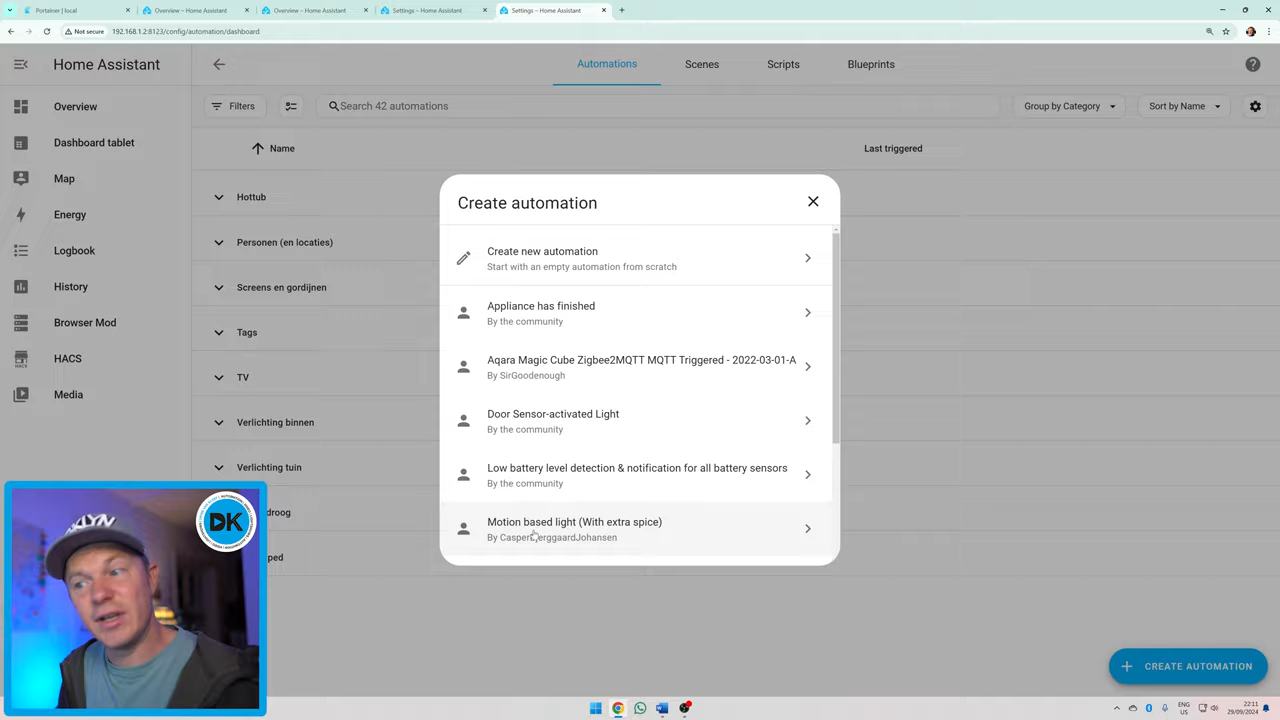 Portainer | local
Overview – Home Assistant
Overview – Home Assistant
Settings – Home Assistant
Settings – Home Assistant
Not secure
192.168.1.2:8123/config/automation/dashboard
Home Assistant
Automations
Scenes
Scripts
Blueprints
Overview
Dashboard tablet
Map
Energy
Logbook
History
Browser Mod
HACS
Media
Filters
Search 42 automations
Group by Category
Sort by Name
Name
Last triggered
Hottub
Personen (en locaties)
Screens en gordijnen
Tags
TV
Verlichting binnen
Verlichting tuin
droog
ped
Create automation
Create new automation
Start with an empty automation from scratch
Appliance has finished
By the community
Aqara Magic Cube Zigbee2MQTT MQTT Triggered - 2022-03-01-A
By SirGoodenough
Door Sensor-activated Light
By the community
Low battery level detection & notification for all battery sensors
By the community
Motion based light (With extra spice)
By CasperVerggaardJohansen
CREATE AUTOMATION
DK
KLYN
ENG
US
22:11
29/09/2024